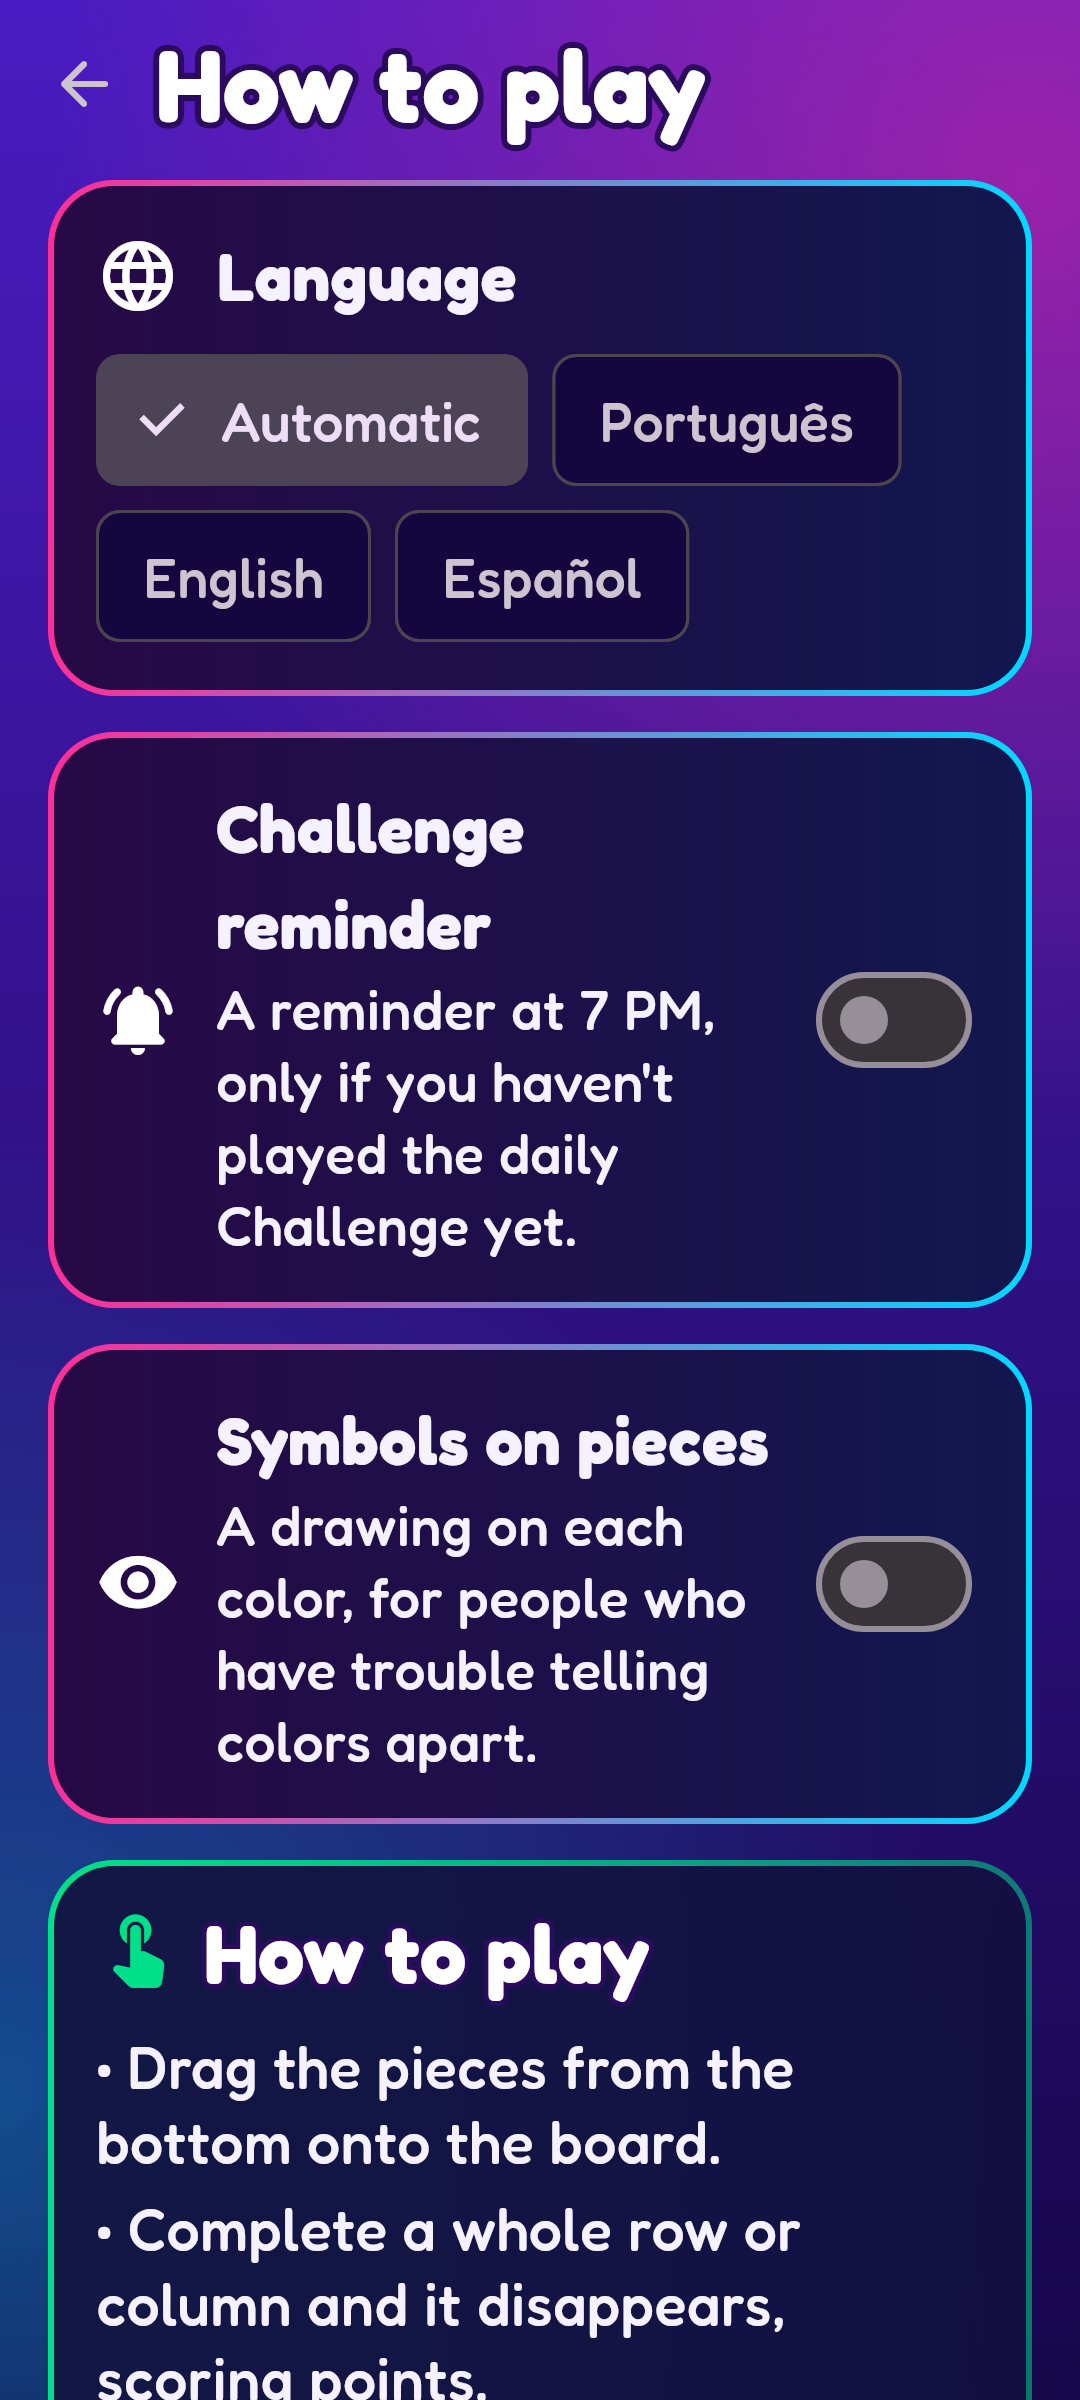 How to play
Language
Automatic
Português
English
Español
Challenge
reminder
A reminder at 7 PM,
only if you haven't
played the daily
Challenge yet.
Symbols on pieces
A drawing on each
color, for people who
have trouble telling
colors apart.
How to play
• Drag the pieces from the
bottom onto the board.
• Complete a whole row or
column and it disappears,
scoring points.